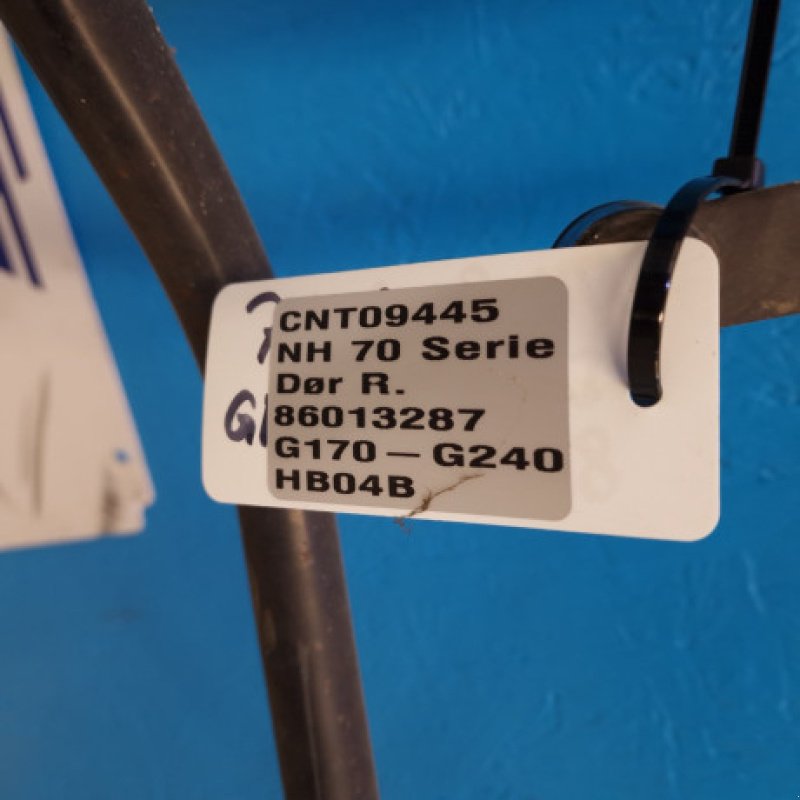 CNT09445
NH 70 Serie
Dør R.
86013287
G170 — G240
HB04B